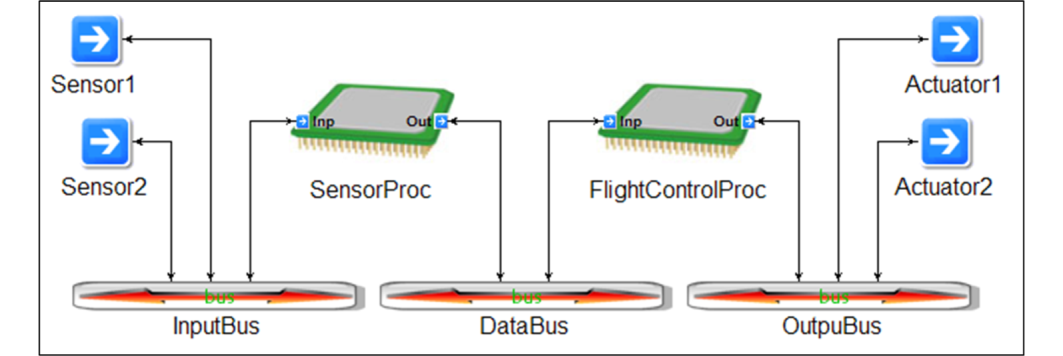 Sensor1
Actuator1
Inp Out
Inp Out
Sensor2
SensorProc
FlightControlProc
Actuator2
bus
bus
bus
InputBus
DataBus
OutpuBus